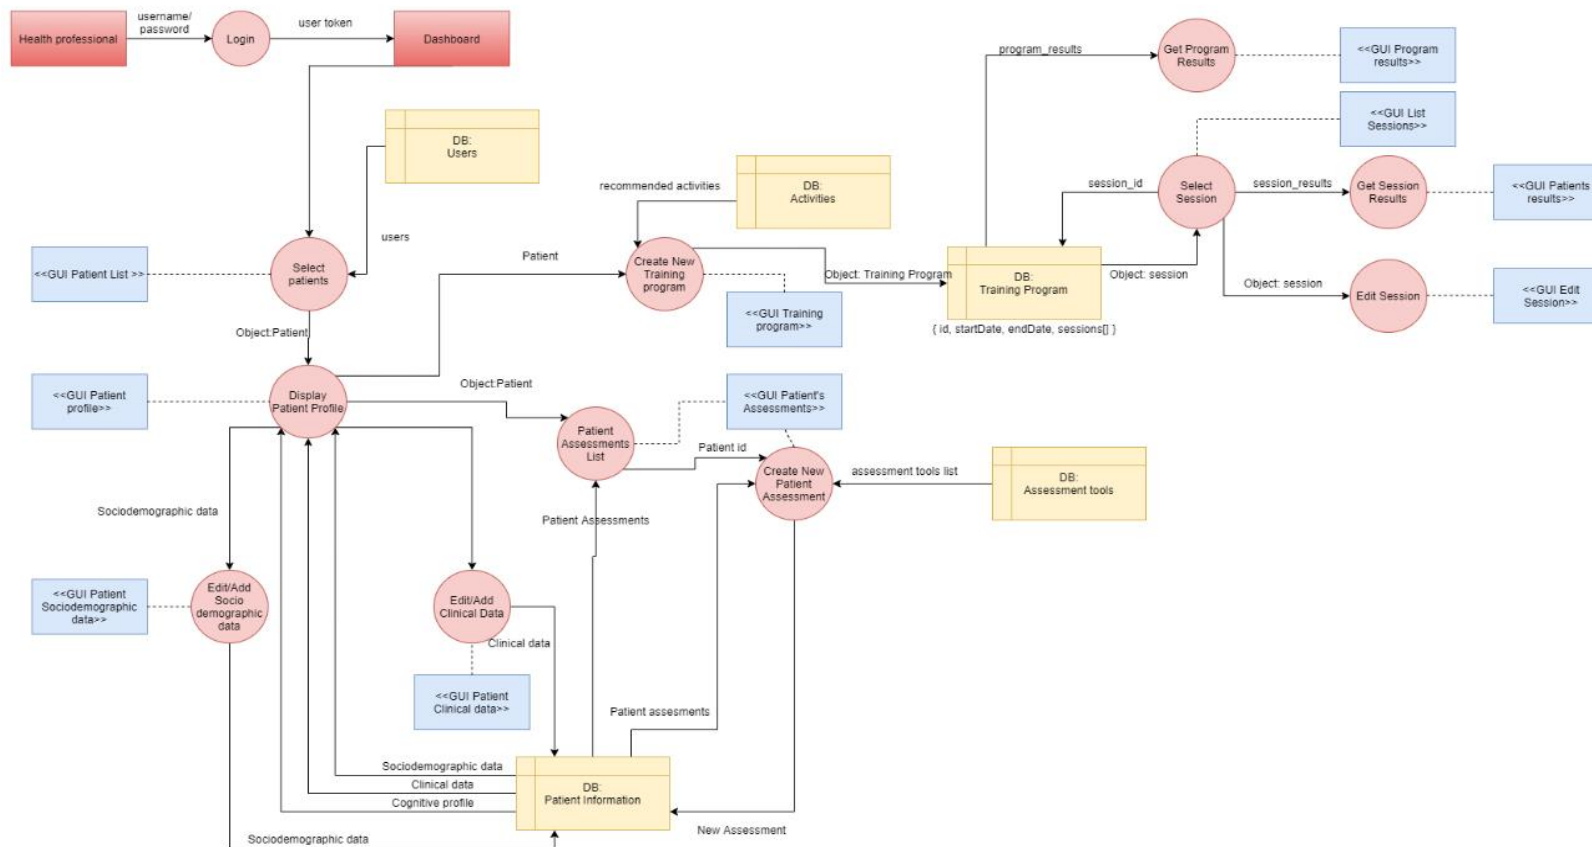 username/
password
user token
Health professional
Login
Dashboard
program_results
Get Program
Results
<<GUI Program
results>>
<<GUI List
Sessions>>
DB:
Users
recommended activities
DB:
Activities
session_id
Select
Session
session_results
Get Session
Results
<<GUI Patients
results>>
users
<<GUI Patient List >>
Select
patients
Patient
Create New
Training
program
Object: Training Program
DB:
Training Program
Object: session
Object: session
Edit Session
<<GUI Edit
Session>>
<<GUI Training
program>>
{ id, startDate, endDate, sessions[] }
Object:Patient
<<GUI Patient
profile>>
Display
Patient Profile
Object:Patient
<<GUI Patient's
Assessments>>
Patient
Assessments
List
Patient id
Create New
Patient
Assessment
assessment tools list
DB:
Assessment tools
Sociodemographic data
Patient Assessments
<<GUI Patient
Sociodemographic
data>>
Edit/Add
Socio
demographic
data
Edit/Add
Clinical Data
Clinical data
<<GUI Patient
Clinical data>>
Patient assesments
Sociodemographic data
Clinical data
Cognitive profile
DB:
Patient Information
New Assessment
Sociodemographic data